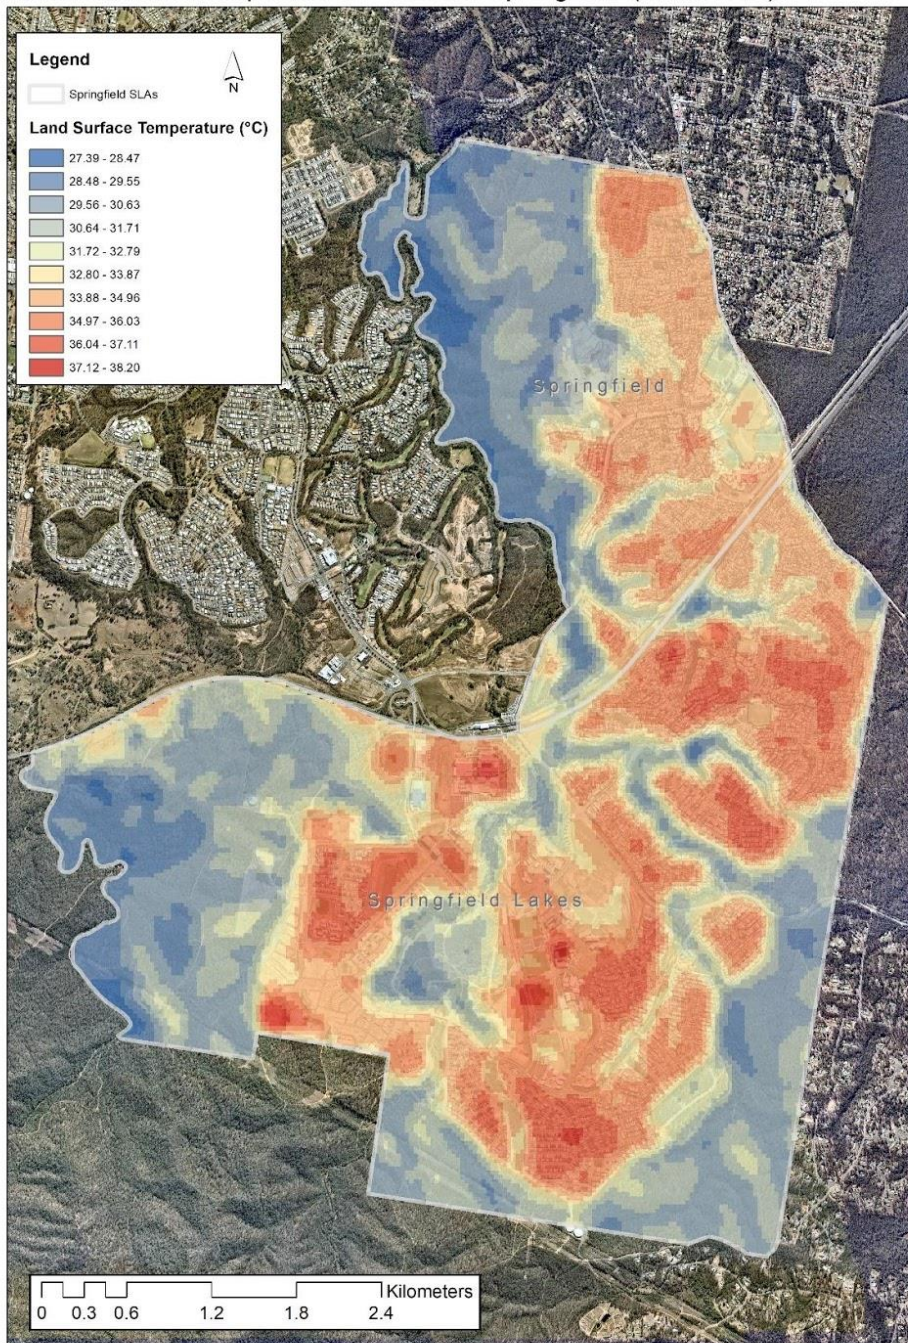 Legend
N
Springfield SLAs
Land Surface Temperature (°C)
27.39 - 28.47
28.48 - 29.55
29.56 - 30.63
30.64 - 31.71
31.72 - 32.79
32.80 - 33.87
33.88 - 34.96
34.97 - 36.03
36.04 - 37.11
37.12 - 38.20
Springfield
Springfield Lakes
Kilometers
0 0.3 0.6 1.2 1.8 2.4